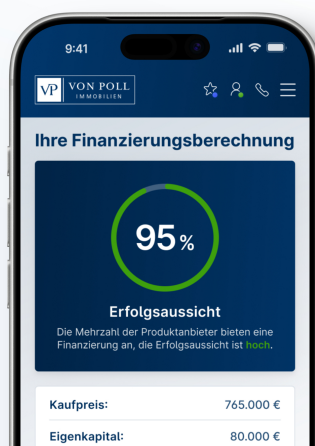 9:41
VP VON POLL
IMMOBILIEN
Ihre Finanzierungsberechnung
95%
Erfolgsaussicht
Die Mehrzahl der Produktanbieter bieten eine
Finanzierung an, die Erfolgsaussicht ist hoch.
Kaufpreis: 765.000 €
Eigenkapital: 80.000 €